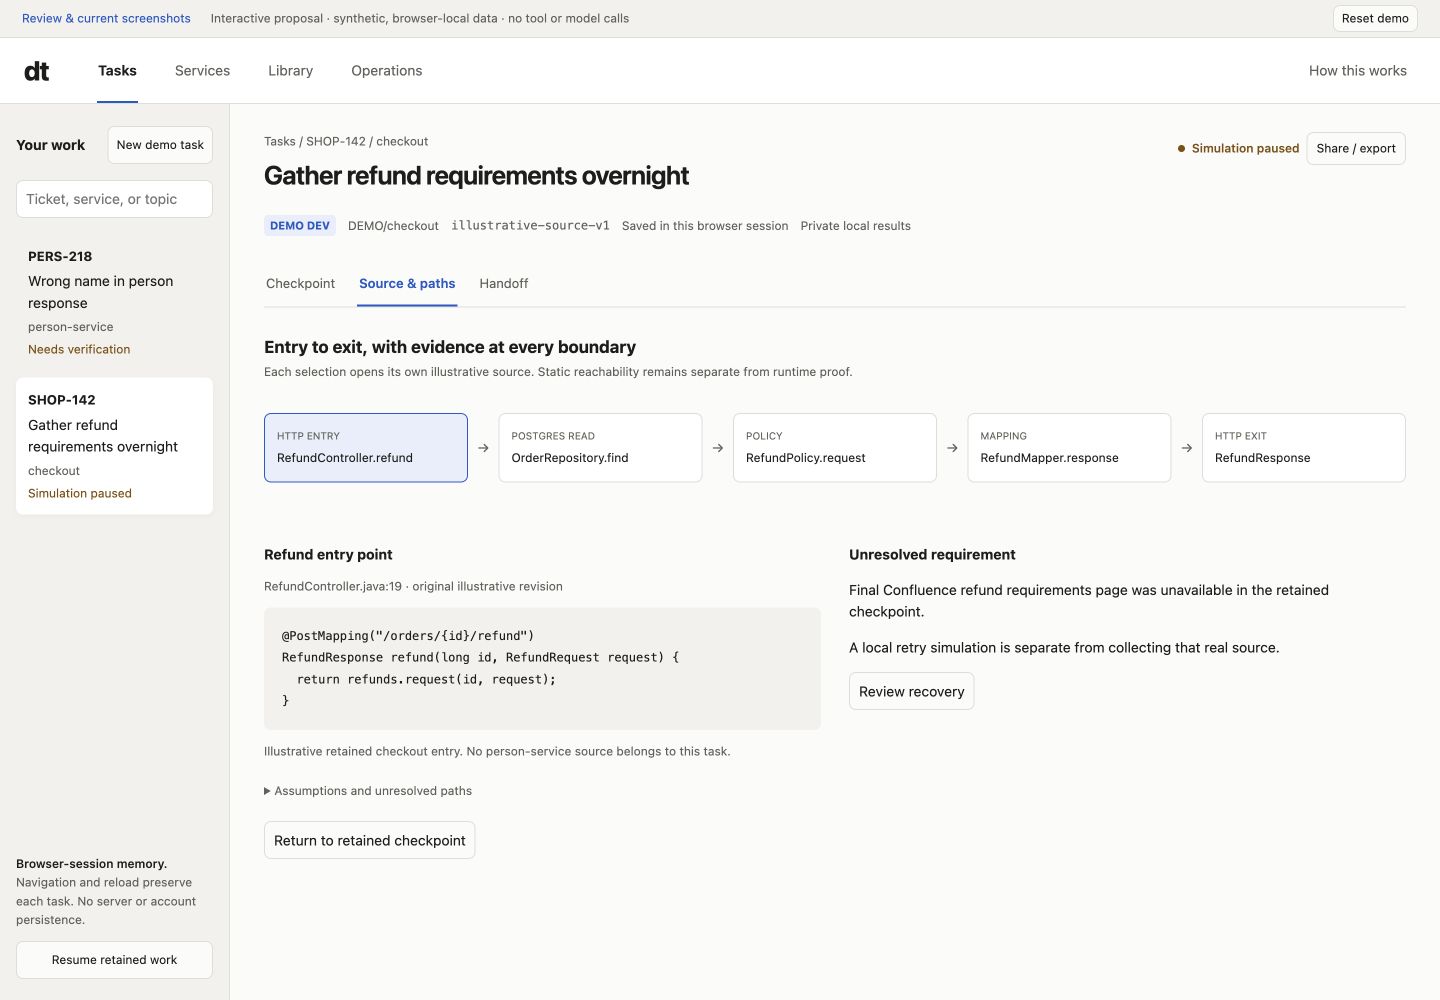 Review & current screenshots
Interactive proposal · synthetic, browser-local data · no tool or model calls
Reset demo
dt
Tasks
Services
Library
Operations
How this works
Your work
New demo task
Ticket, service, or topic
PERS-218
Wrong name in person
response
person-service
Needs verification
SHOP-142
Gather refund
requirements overnight
checkout
Simulation paused
Browser-session memory.
Navigation and reload preserve
each task. No server or account
persistence.
Resume retained work
Tasks / SHOP-142 / checkout
Gather refund requirements overnight
Simulation paused
Share / export
DEMO DEV
DEMO/checkout
illustrative-source-v1
Saved in this browser session
Private local results
Checkpoint
Source & paths
Handoff
Entry to exit, with evidence at every boundary
Each selection opens its own illustrative source. Static reachability remains separate from runtime proof.
HTTP ENTRY
RefundController.refund
→
POSTGRES READ
OrderRepository.find
→
POLICY
RefundPolicy.request
→
MAPPING
RefundMapper.response
→
HTTP EXIT
RefundResponse
Refund entry point
RefundController.java:19 · original illustrative revision
@PostMapping("/orders/{id}/refund")
RefundResponse refund(long id, RefundRequest request) {
  return refunds.request(id, request);
}
Illustrative retained checkout entry. No person-service source belongs to this task.
Assumptions and unresolved paths
Return to retained checkpoint
Unresolved requirement
Final Confluence refund requirements page was unavailable in the retained
checkpoint.
A local retry simulation is separate from collecting that real source.
Review recovery